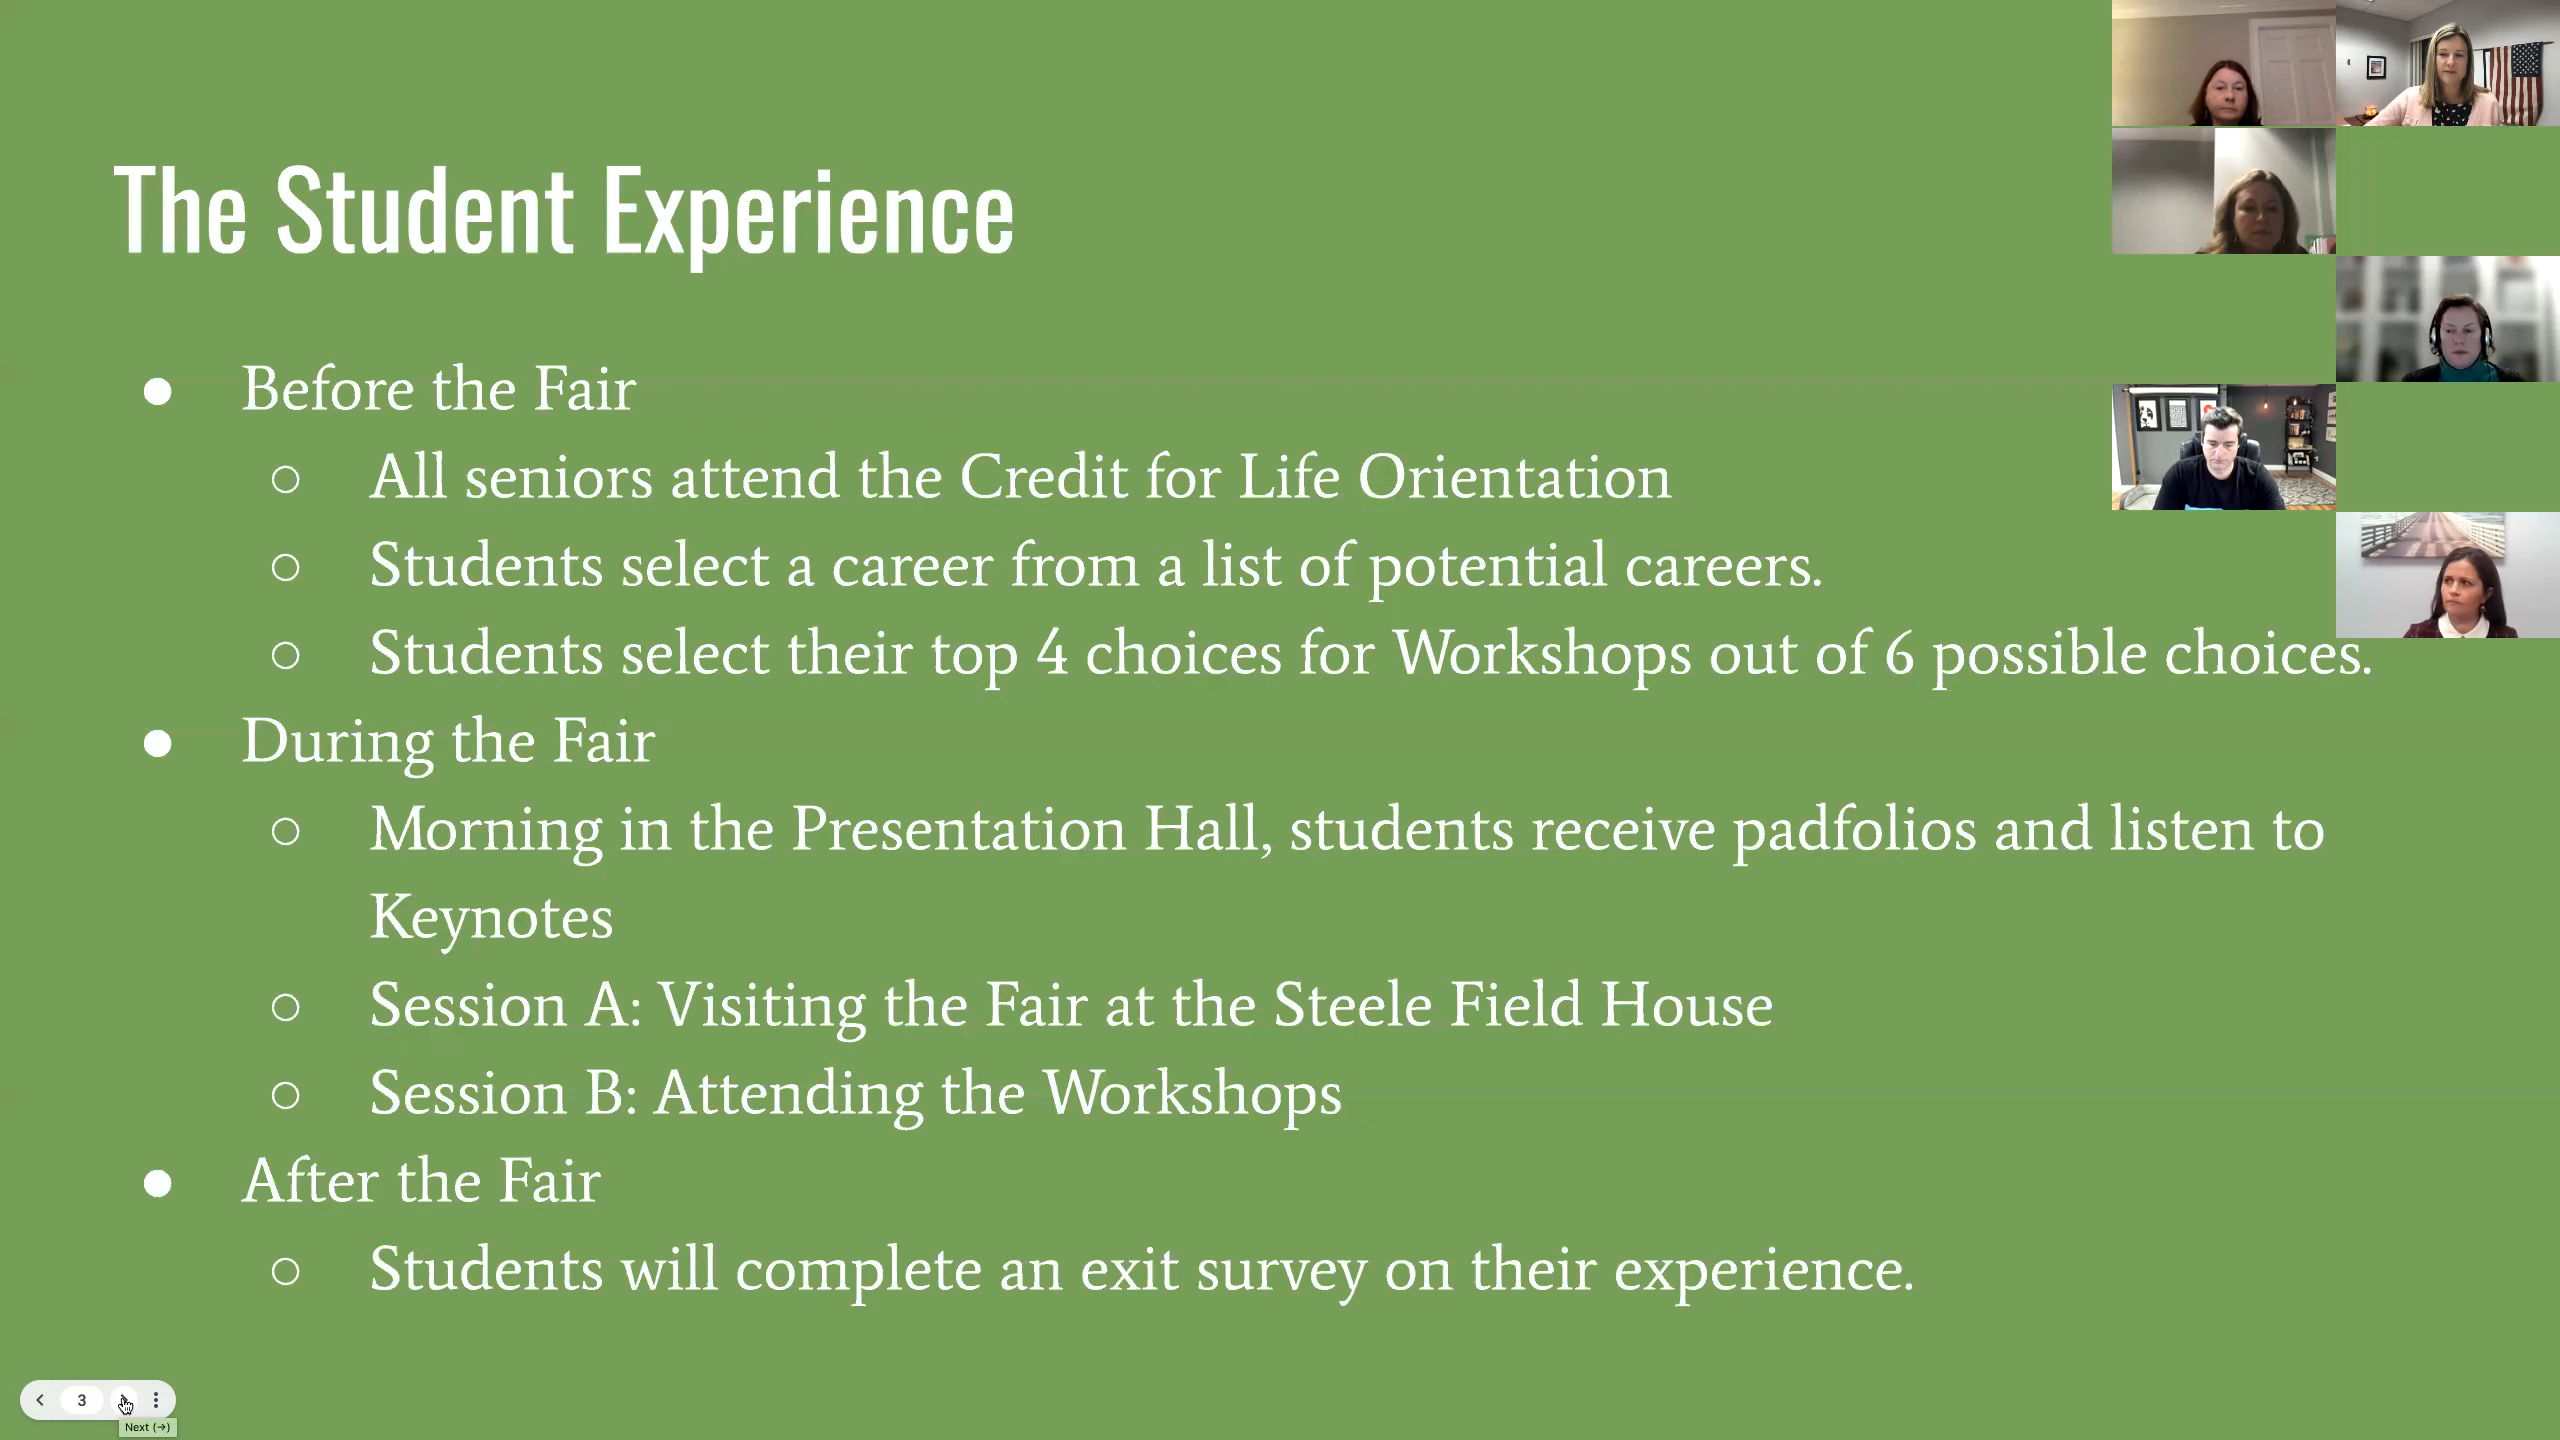 The Student Experience
● Before the Fair
○ All seniors attend the Credit for Life Orientation
○ Students select a career from a list of potential careers.
○ Students select their top 4 choices for Workshops out of 6 possible choices.
● During the Fair
○ Morning in the Presentation Hall, students receive padfolios and listen to
Keynotes
○ Session A: Visiting the Fair at the Steele Field House
○ Session B: Attending the Workshops
● After the Fair
○ Students will complete an exit survey on their experience.
3
Next (→)